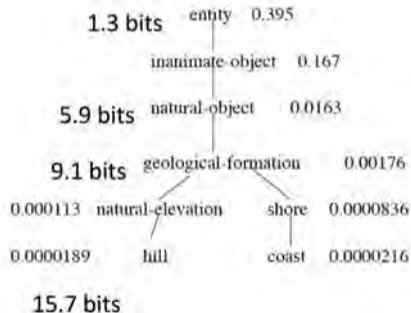 1.3 bits entity 0.395
inanimate-object 0.167
5.9 bits natural-object 0.0163
9.1 bits geological-formation 0.00176
0.000113 natural-elevation shore 0.0000836
0.0000189 hill coast 0.0000216
15.7 bits